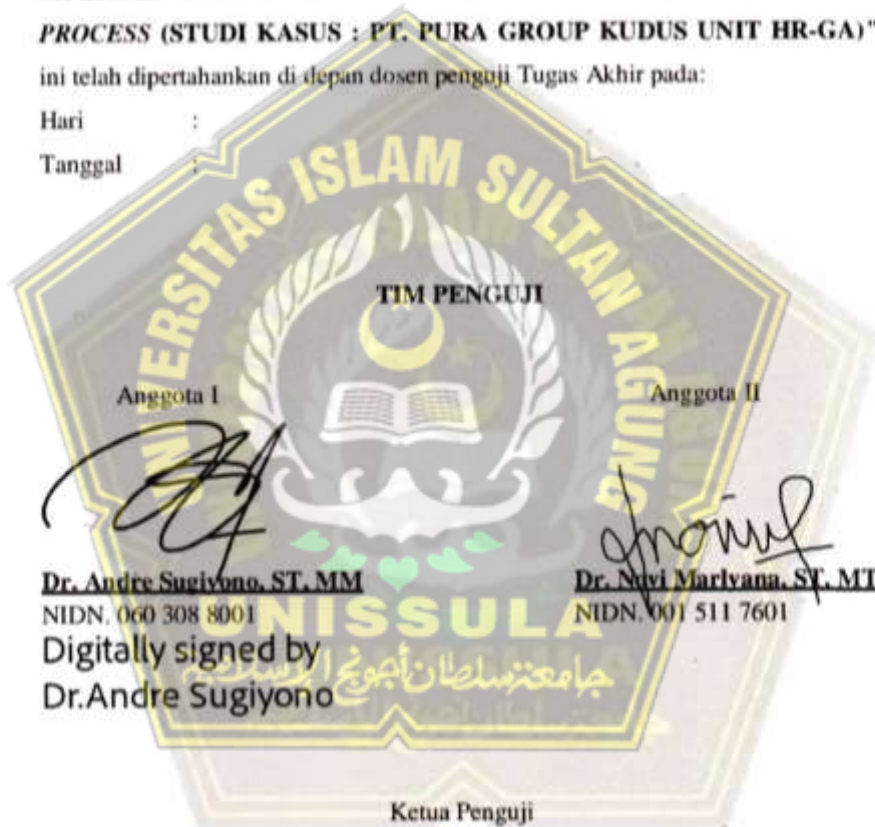 PROCESS (STUDI KASUS : PT. PURA GROUP KUDUS UNIT HR-GA)"
ini telah dipertahankan di depan dosen penguji Tugas Akhir pada:
Hari :
Tanggal :
UNIVERSITAS ISLAM SULTAN AGUNG
TIM PENGUJI
Anggota I
Anggota II
Dr. Andre Sugiyono, ST, MM
Dr. Novi Marlyana, ST, MT
NIDN. 060 308 8001
NIDN. 001 511 7601
UNISSULA
Digitally signed by
Dr.Andre Sugiyono
جامعة سلطان أجونج الإسلامية
Ketua Penguji